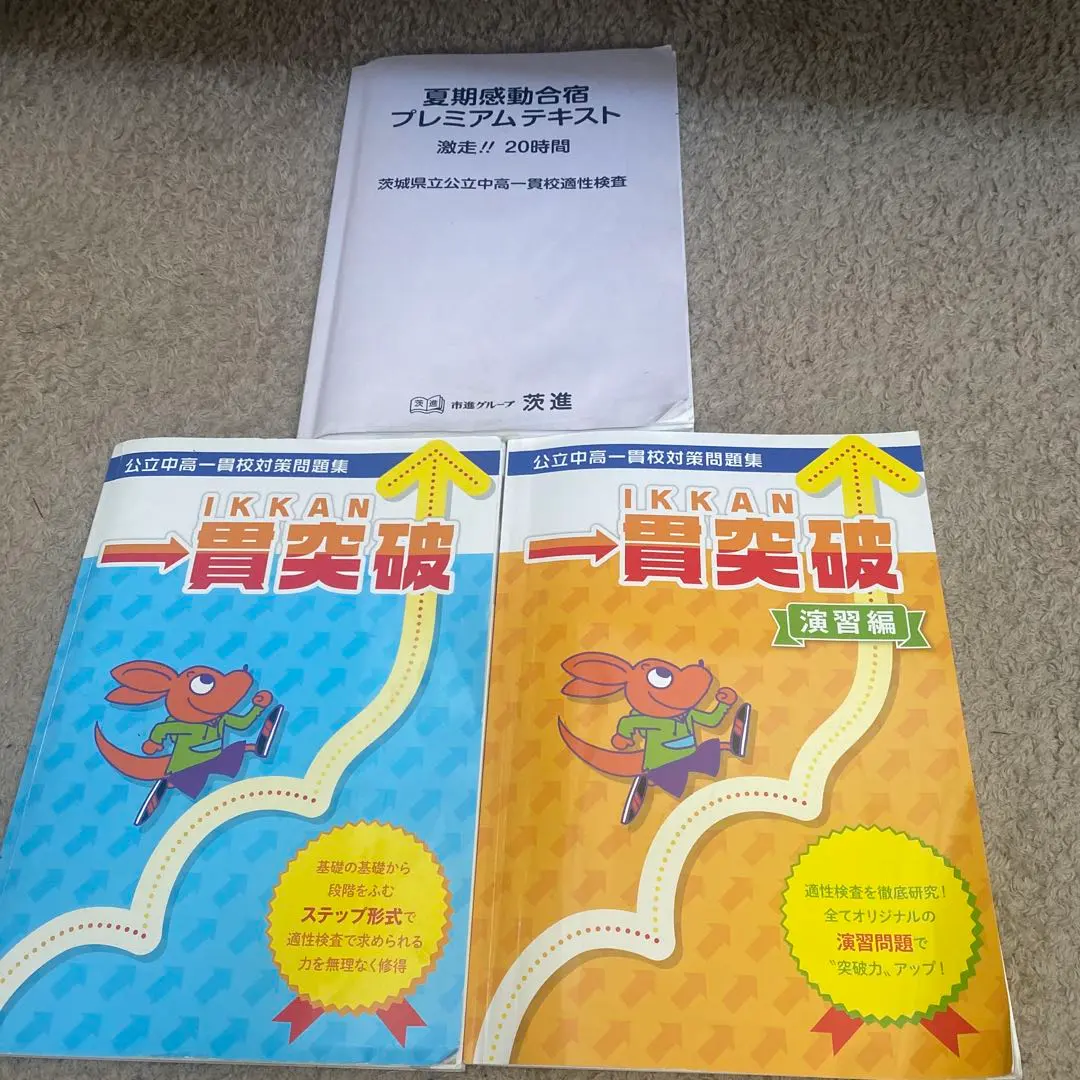 夏期感動合宿
プレミアムテキスト
激走!! 20時間
茨城県立公立中高一貫校適性検査
茨進 市進グループ 茨進
公立中高一貫校対策問題集
IKKAN
一貫突破
基礎の基礎から
段階をふむ
ステップ形式で
適性検査で求められる
力を無理なく修得
公立中高一貫校対策問題集
IKKAN
一貫突破
演習編
適性検査を徹底研究!
全てオリジナルの
演習問題で
〝突破力〟アップ!